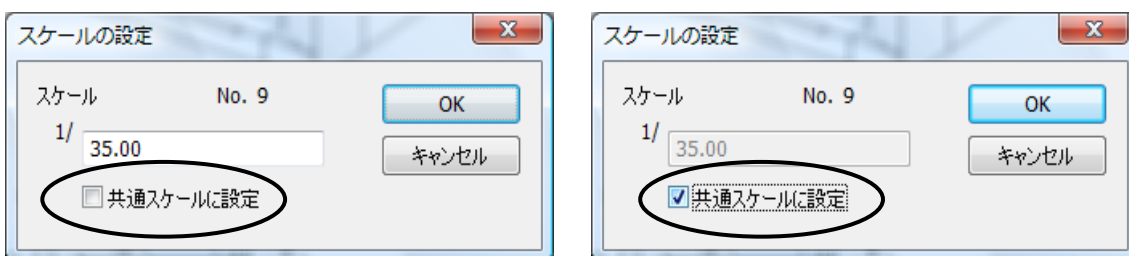 スケールの設定
スケール No. 9
OK
1/
35.00
キャンセル
共通スケールに設定
スケールの設定
スケール No. 9
OK
1/
35.00
キャンセル
共通スケールに設定